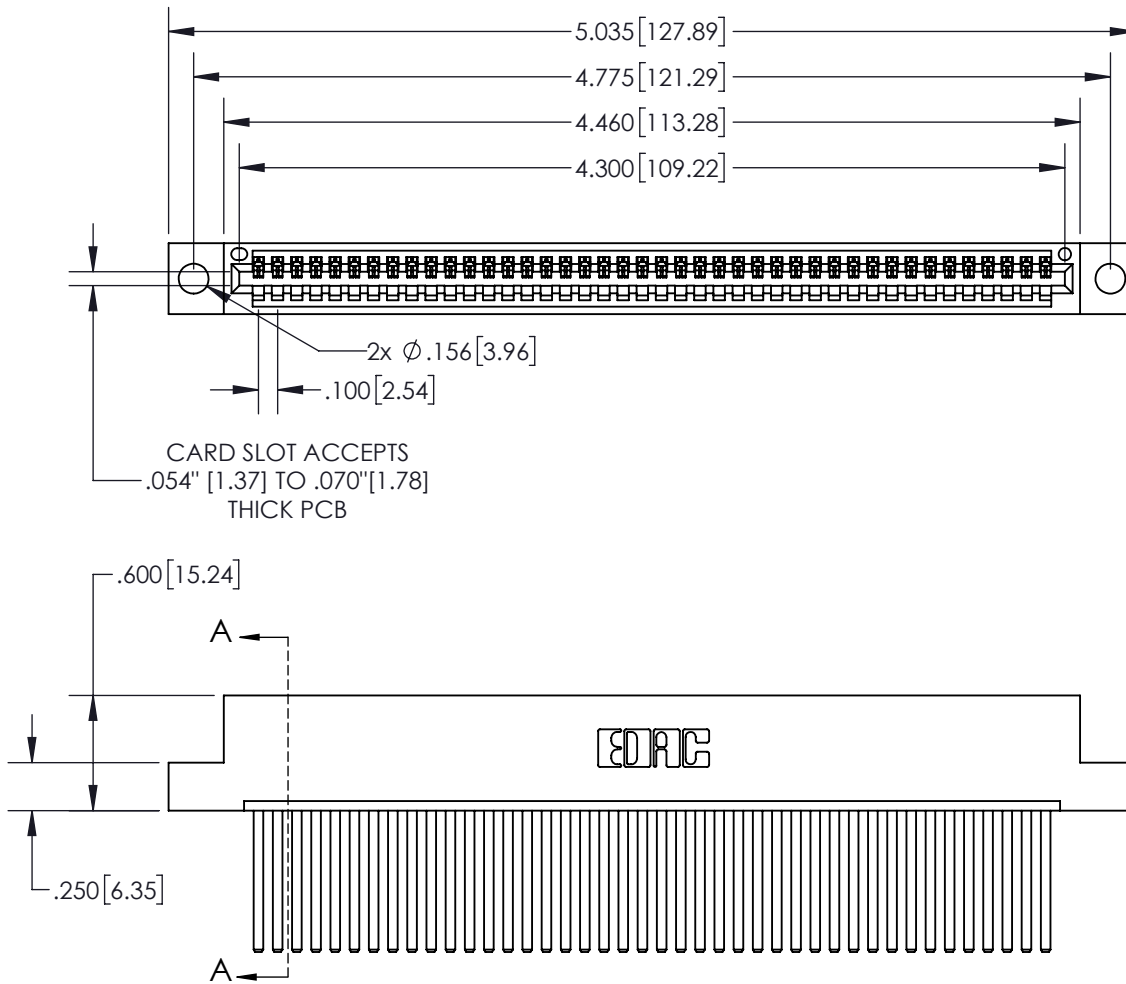 5.035[127.89]
4.775[121.29]
4.460[113.28]
4.300[109.22]
2x Ø .156[3.96]
.100[2.54]
CARD SLOT ACCEPTS
.054" [1.37] TO .070"[1.78]
THICK PCB
.600[15.24]
A
EDAC
.250[6.35]
A